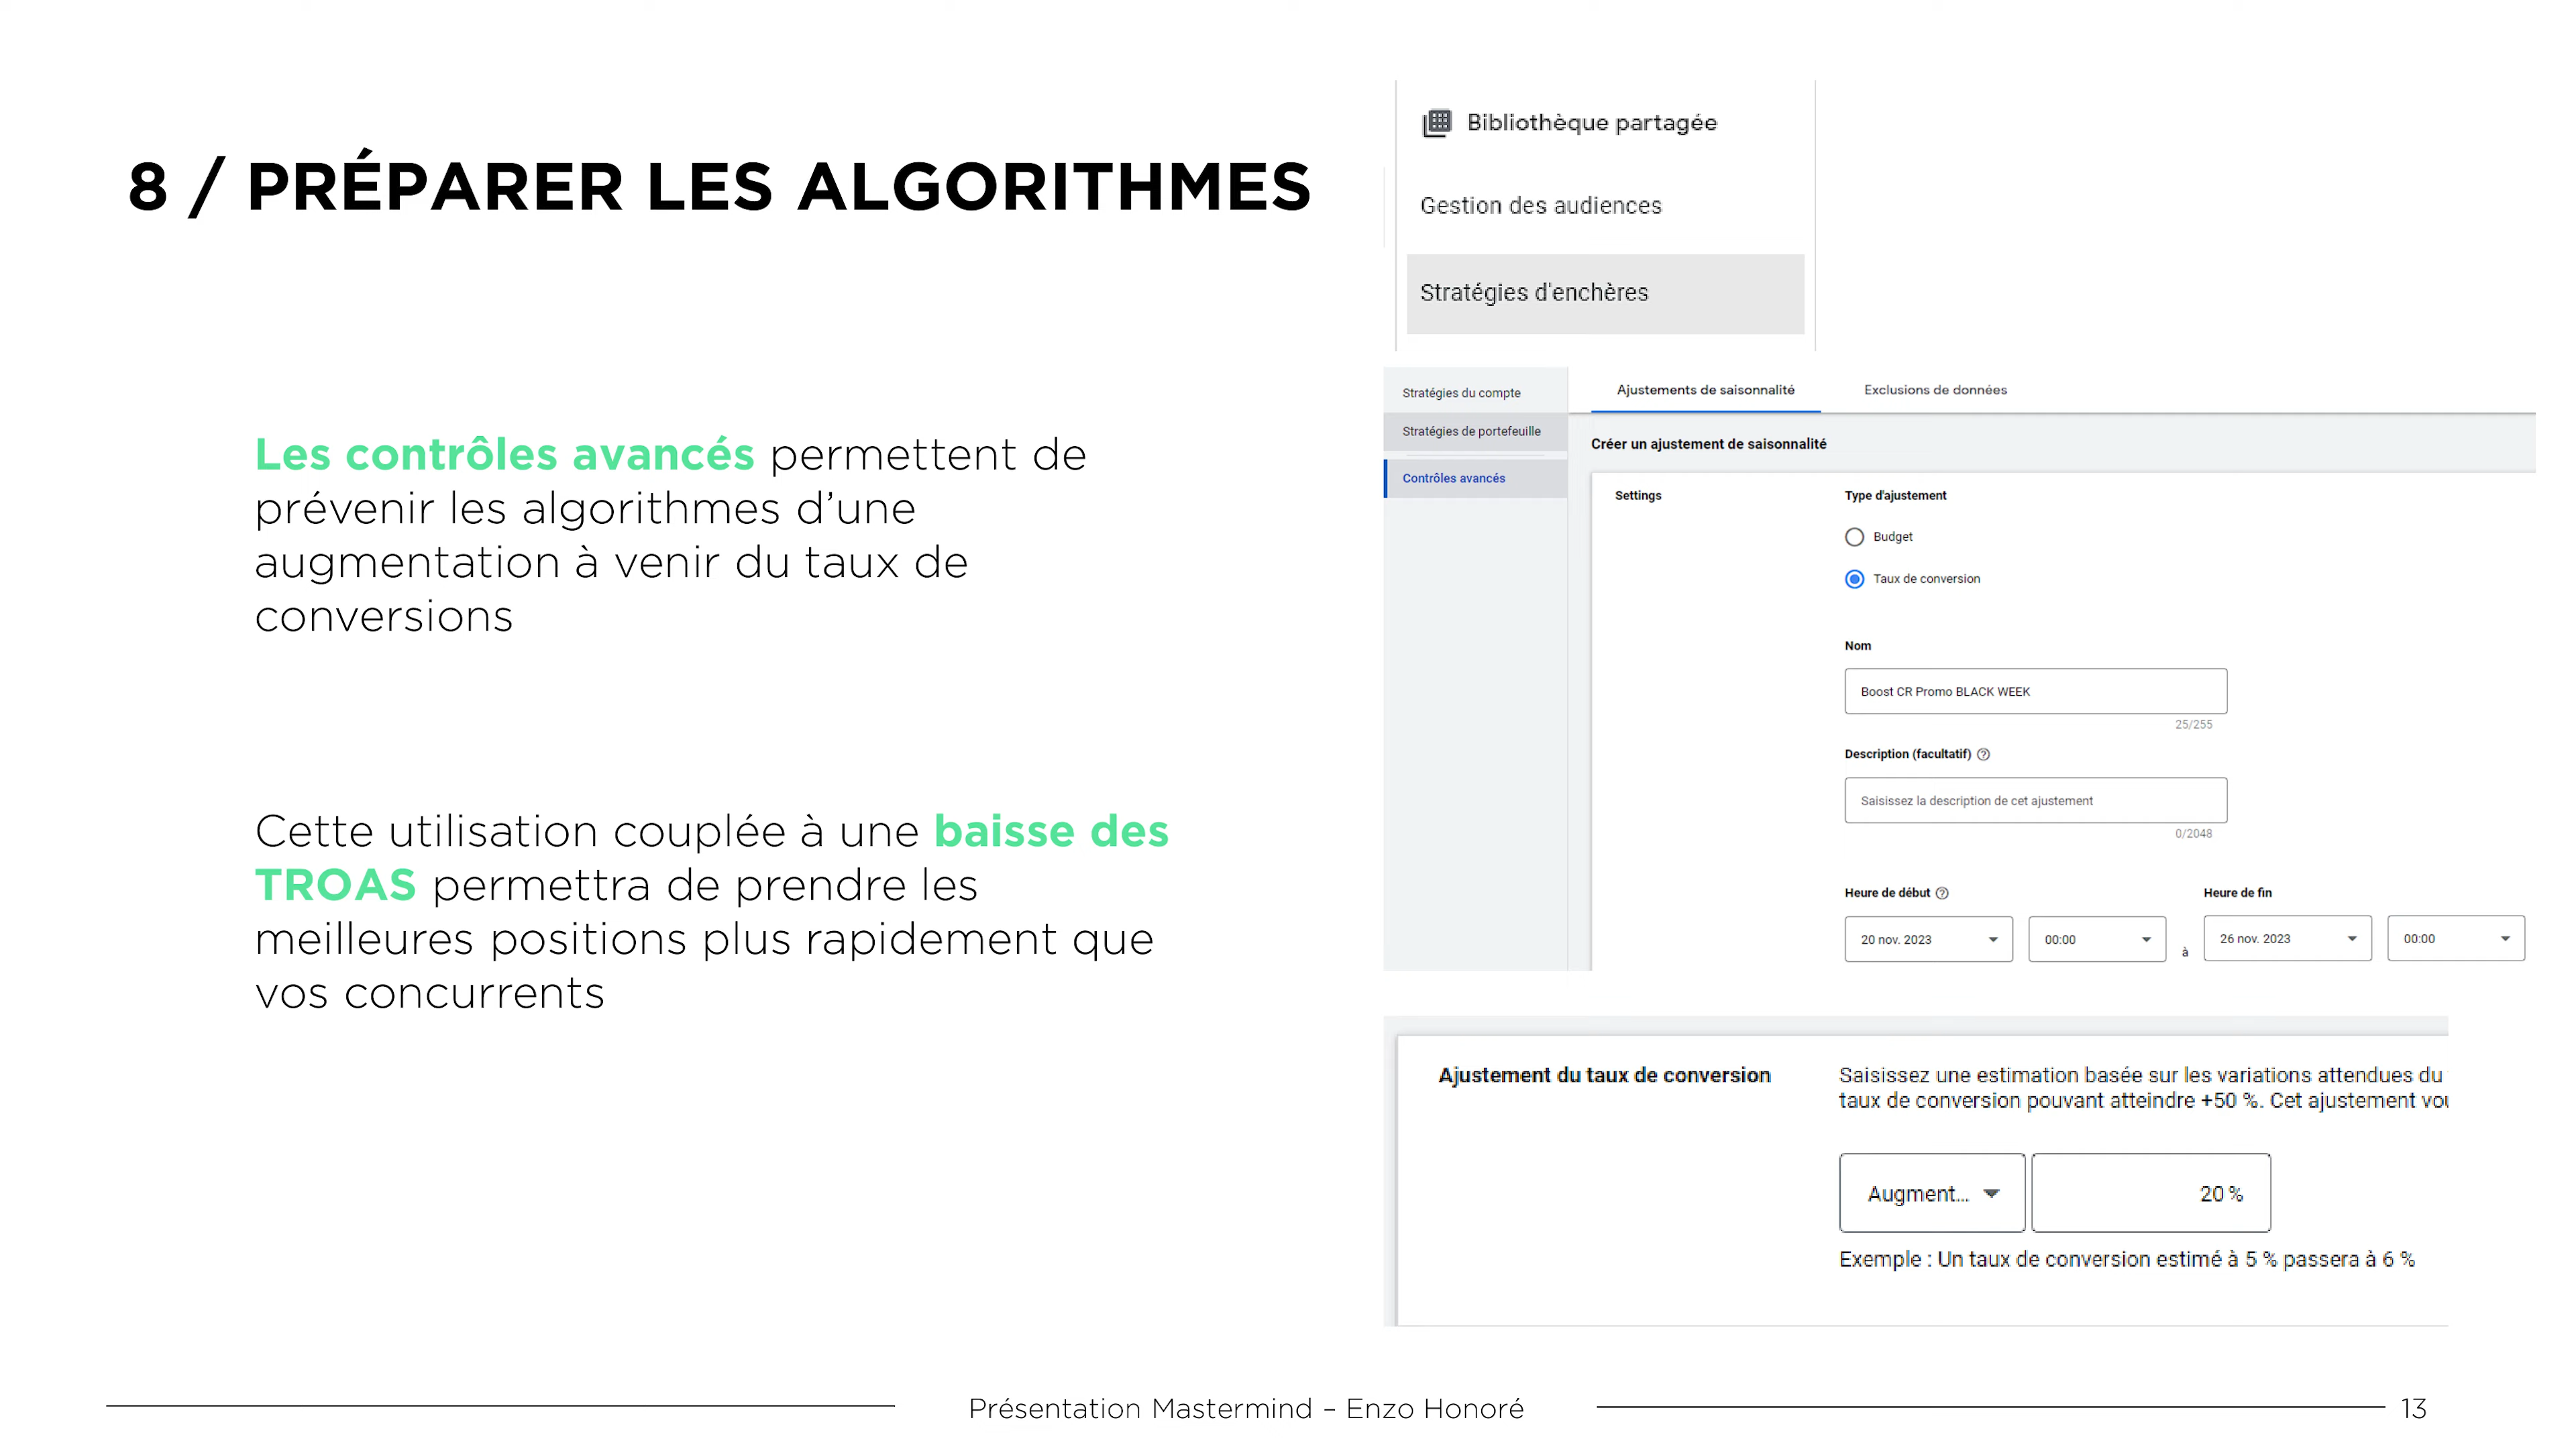 8 / PRÉPARER LES ALGORITHMES
Les contrôles avancés permettent de
prévenir les algorithmes d’une
augmentation à venir du taux de
conversions
Cette utilisation couplée à une baisse des
TROAS permettra de prendre les
meilleures positions plus rapidement que
vos concurrents
Bibliothèque partagée
Gestion des audiences
Stratégies d'enchères
Stratégies du compte
Stratégies de portefeuille
Contrôles avancés
Ajustements de saisonnalité
Exclusions de données
Créer un ajustement de saisonnalité
Settings
Type d'ajustement
Budget
Taux de conversion
Nom
Boost CR Promo BLACK WEEK
25/255
Description (facultatif)
Saisissez la description de cet ajustement
0/2048
Heure de début
Heure de fin
20 nov. 2023 00:00 à 26 nov. 2023 00:00
Ajustement du taux de conversion
Saisissez une estimation basée sur les variations attendues du
taux de conversion pouvant atteindre +50 %. Cet ajustement
Augment... 20 %
Exemple : Un taux de conversion estimé à 5 % passera à 6 %
Présentation Mastermind – Enzo Honoré
13